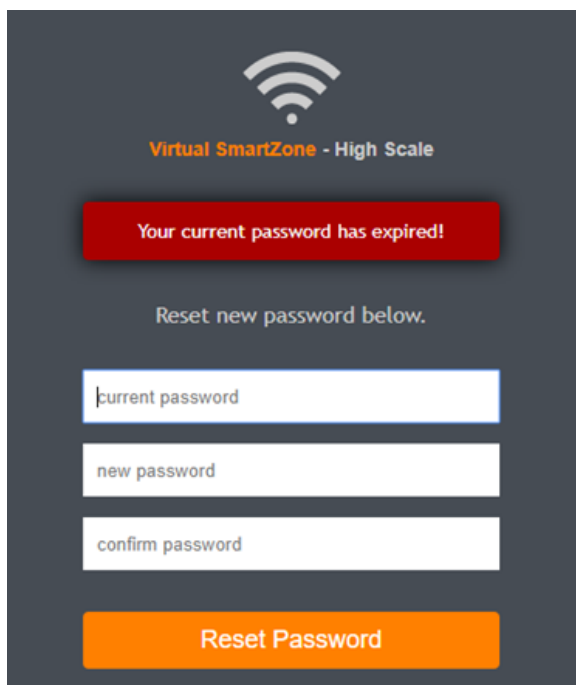 Virtual SmartZone - High Scale
Your current password has expired!
Reset new password below.
current password
new password
confirm password
Reset Password